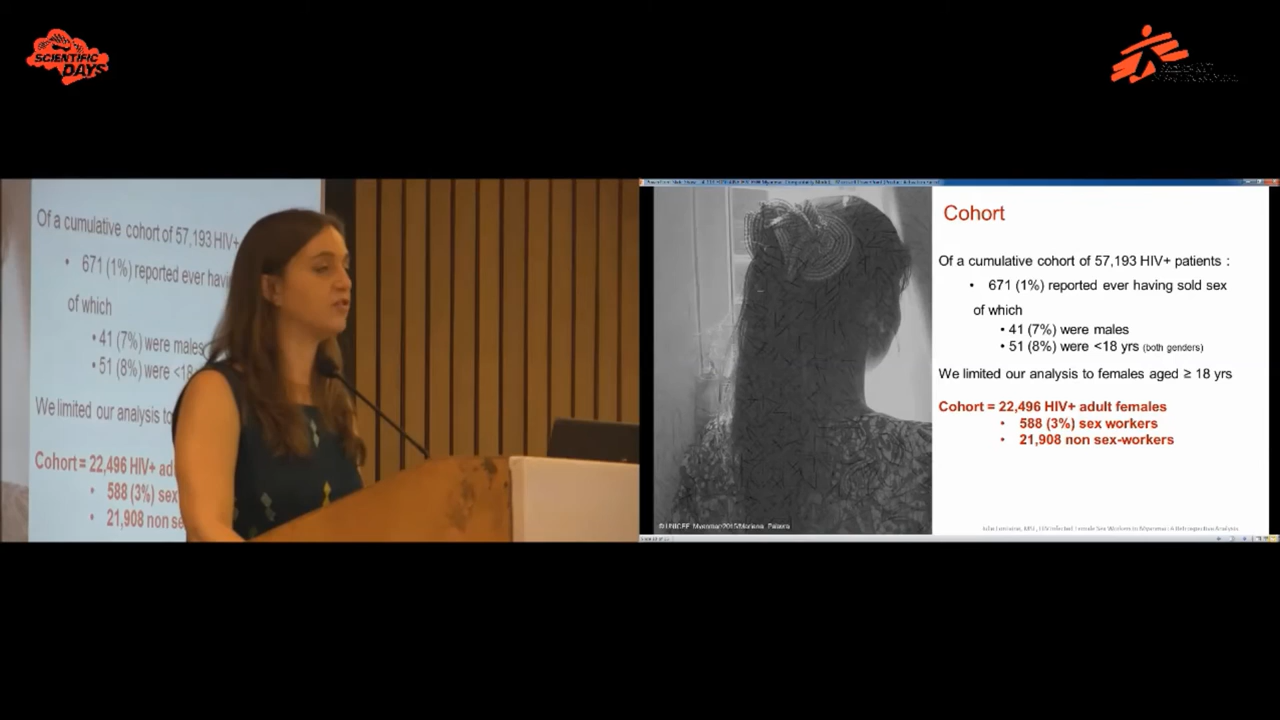 SCIENTIFIC
DAYS
Of a cumulative cohort of 57,193 HIV+
• 671 (1%) reported ever havi
of which
• 41 (7%) were males
• 51 (8%) were <18
We limited our analysis to
Cohort = 22,496 HIV+ ad
• 588 (3%) sex
• 21,908 non se
Cohort
Of a cumulative cohort of 57,193 HIV+ patients :
• 671 (1%) reported ever having sold sex
of which
• 41 (7%) were males
• 51 (8%) were <18 yrs (both genders)
We limited our analysis to females aged ≥ 18 yrs
Cohort = 22,496 HIV+ adult females
• 588 (3%) sex workers
• 21,908 non sex-workers
© UNICEF Myanmar/2015/